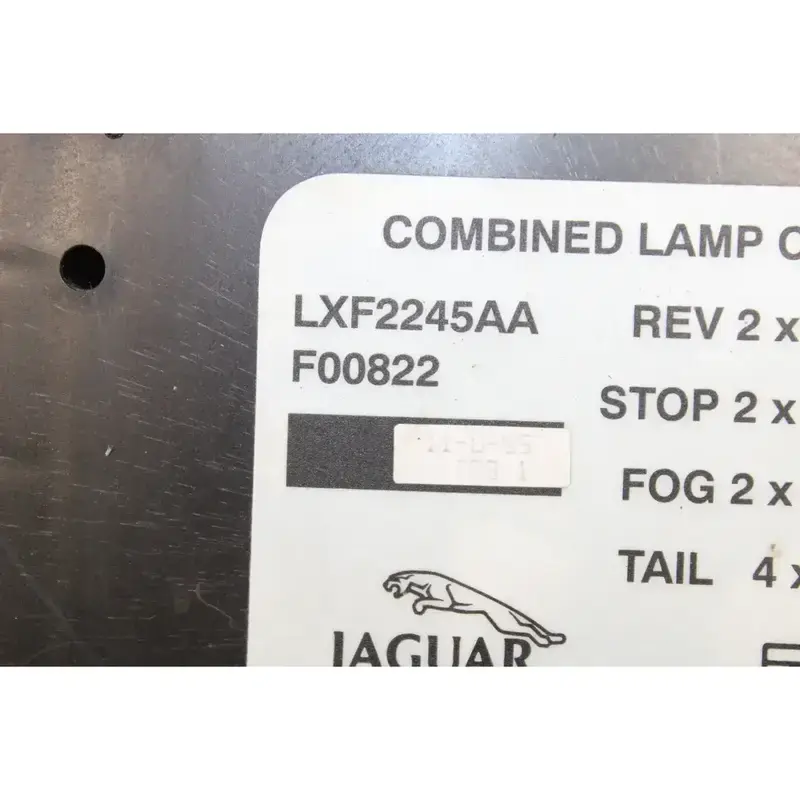 COMBINED LAMP
LXF2245AA
REV 2 x
F00822
STOP 2 x
FOG 2 x
TAIL 4 x
JAGUAR